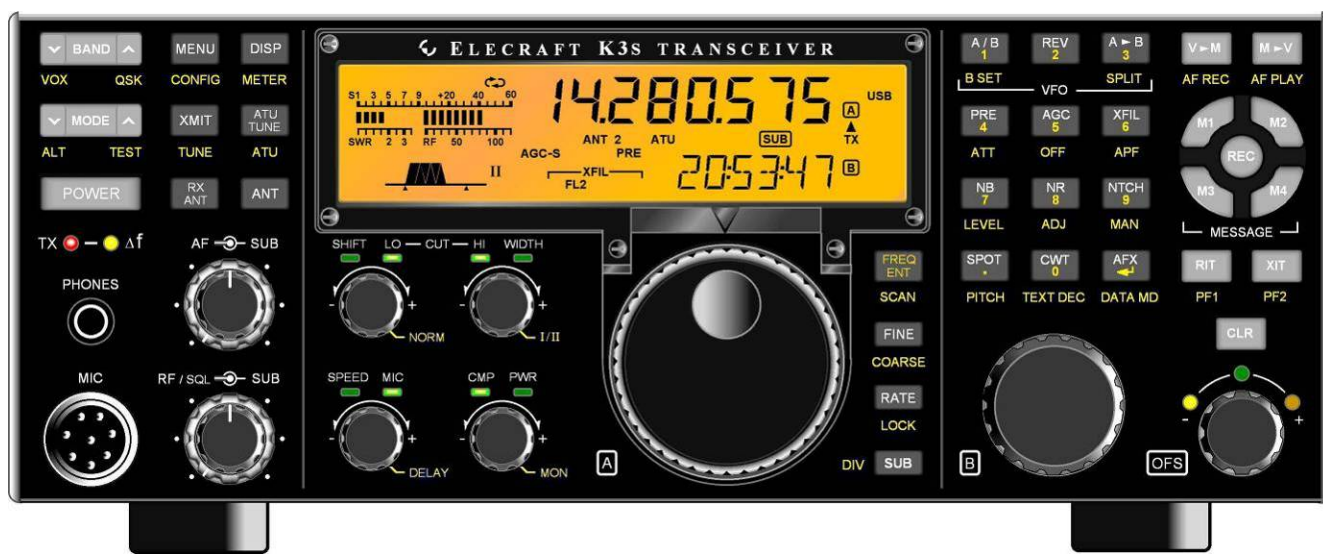 ELECRAFT K3S TRANSCEIVER
BAND MENU DISP
VOX QSK CONFIG METER
MODE XMIT ATU TUNE
ALT TEST TUNE ATU
POWER RX ANT ANT
TX Δf
AF SUB
PHONES
MIC
RF / SQL SUB
S1 3 5 7 9 +20 40 60
SWR 2 3 RF 50 100
14.280.575
USB
A
TX
ANT 2 ATU SUB
AGC-S PRE
20:53:47 B
XFIL
FL2
II
SHIFT LO CUT HI WIDTH
- + - +
NORM I/II
SPEED MIC CMP PWR
- + - +
DELAY MON
A
FREQ ENT
SCAN
FINE
COARSE
RATE
LOCK
DIV SUB
A / B 1 REV 2 A ► B 3
B SET VFO SPLIT
PRE 4 AGC 5 XFIL 6
ATT OFF APF
NB 7 NR 8 NTCH 9
LEVEL ADJ MAN
SPOT . CWT 0 AFX
PITCH TEXT DEC DATA MD
B
V►M M►V
AF REC AF PLAY
M1 M2
REC
M3 M4
MESSAGE
RIT XIT
PF1 PF2
CLR
- +
OFS